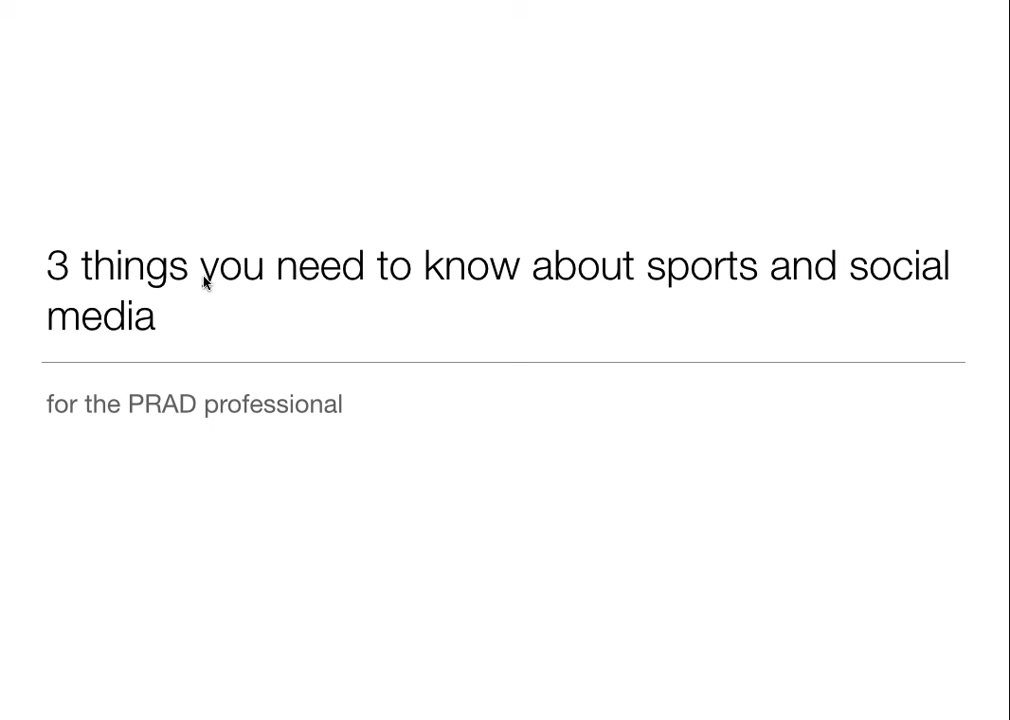 3 things you need to know about sports and social
media
for the PRAD professional